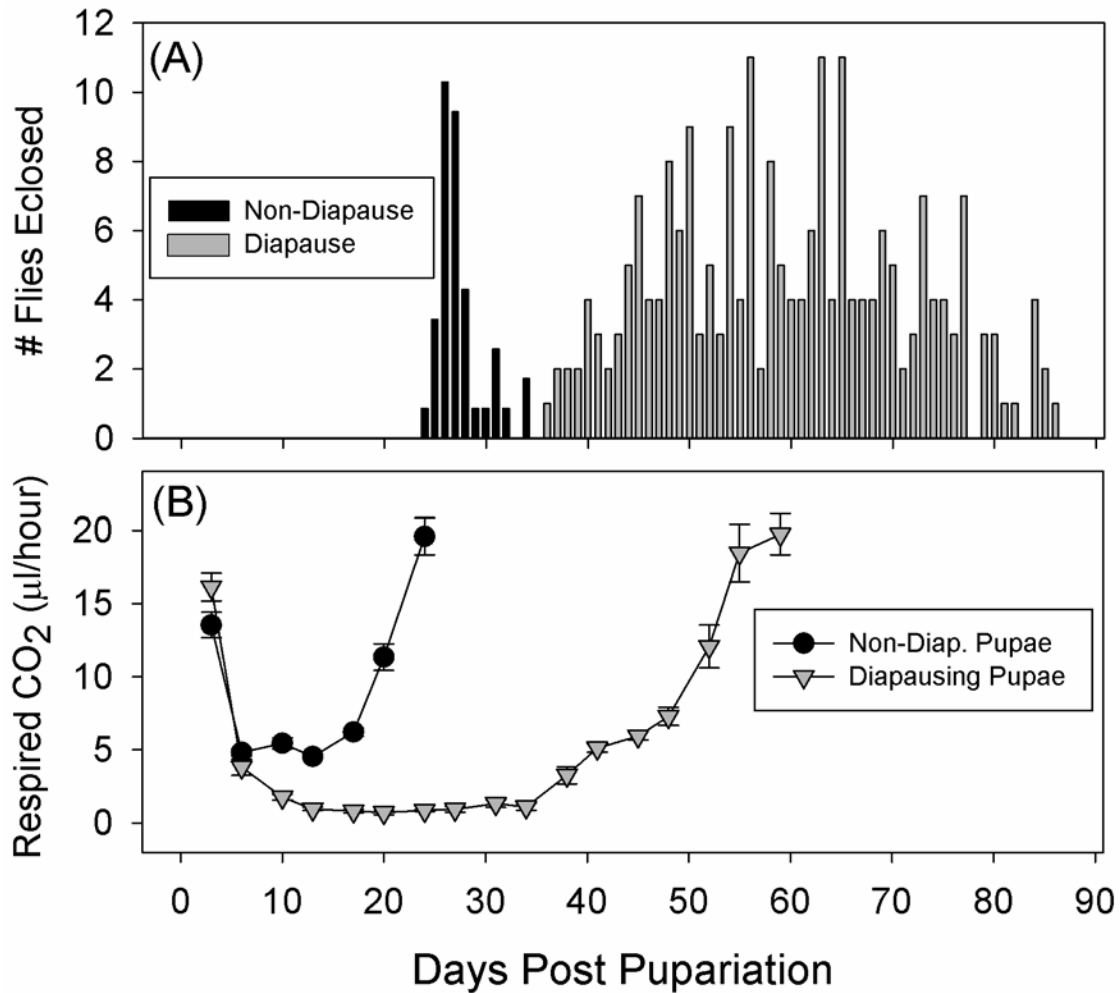 12
(A)
10
8
6
4
2
0
# Flies Eclosed
Non-Diapause
Diapause
(B)
20
15
10
5
0
Respired CO₂ (µl/hour)
Non-Diap. Pupae
Diapausing Pupae
0 10 20 30 40 50 60 70 80 90
Days Post Pupariation